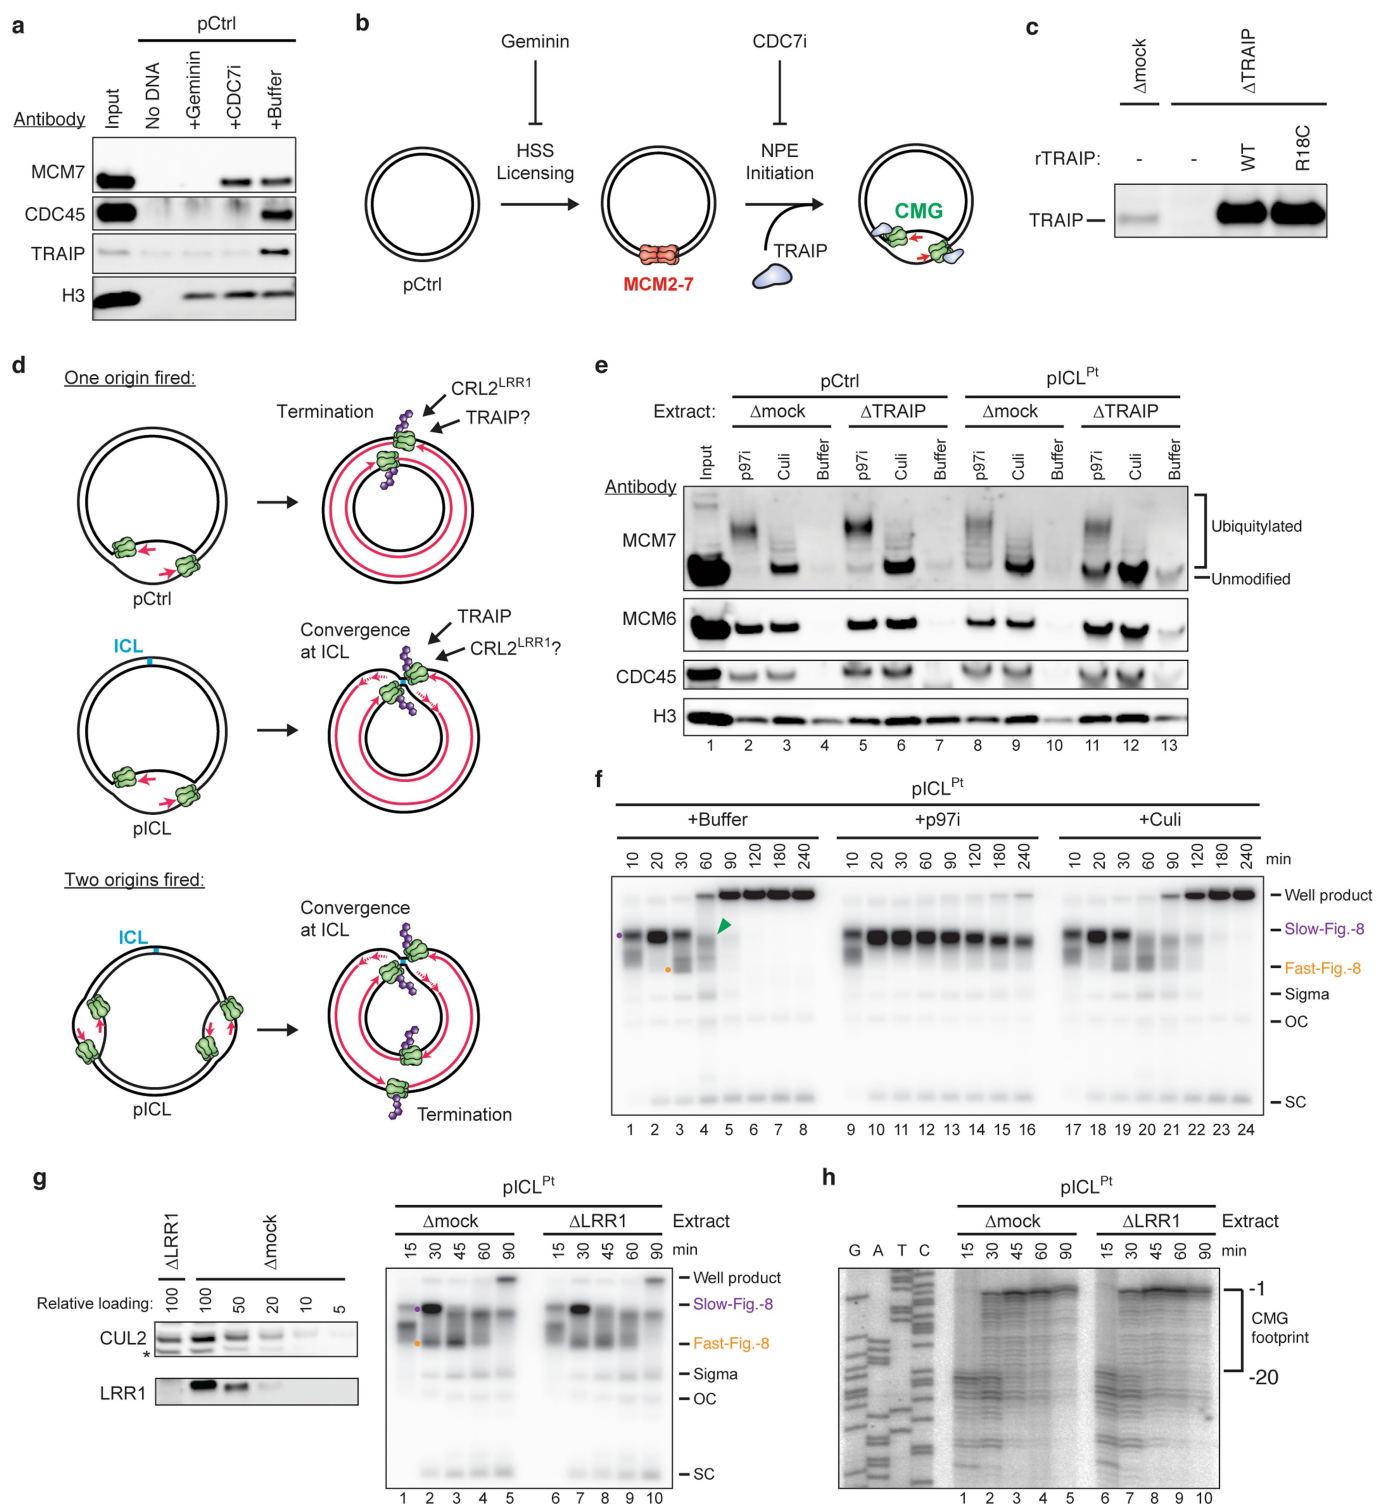 a
pCtrl
Antibody
Input
No DNA
+Geminin
+CDC7i
+Buffer
MCM7
CDC45
TRAIP
H3
b
Geminin
CDC7i
HSS
Licensing
NPE
Initiation
TRAIP
CMG
pCtrl
MCM2-7
c
Δmock
ΔTRAIP
rTRAIP: - - WT R18C
TRAIP
d
One origin fired:
Termination
CRL2LRR1
TRAIP?
pCtrl
ICL
Convergence
at ICL
TRAIP
CRL2LRR1?
pICL
Two origins fired:
ICL
Convergence
at ICL
pICL
Termination
e
pCtrl pICLPt
Extract: Δmock ΔTRAIP Δmock ΔTRAIP
Antibody
Input p97i Culi Buffer p97i Culi Buffer p97i Culi Buffer p97i Culi Buffer
MCM7
Ubiquitylated
Unmodified
MCM6
CDC45
H3
1 2 3 4 5 6 7 8 9 10 11 12 13
f
pICLPt
+Buffer +p97i +Culi
10 20 30 60 90 120 180 240 10 20 30 60 90 120 180 240 10 20 30 60 90 120 180 240 min
Well product
Slow-Fig.-8
Fast-Fig.-8
Sigma
OC
SC
1 2 3 4 5 6 7 8 9 10 11 12 13 14 15 16 17 18 19 20 21 22 23 24
g
ΔLRR1 Δmock
Relative loading: 100 100 50 20 10 5
CUL2
*
LRR1
pICLPt
Δmock ΔLRR1 Extract
15 30 45 60 90 15 30 45 60 90 min
Well product
Slow-Fig.-8
Fast-Fig.-8
Sigma
OC
SC
1 2 3 4 5 6 7 8 9 10
h
pICLPt
Δmock ΔLRR1 Extract
G A T C 15 30 45 60 90 15 30 45 60 90 min
-1
CMG
footprint
-20
1 2 3 4 5 6 7 8 9 10